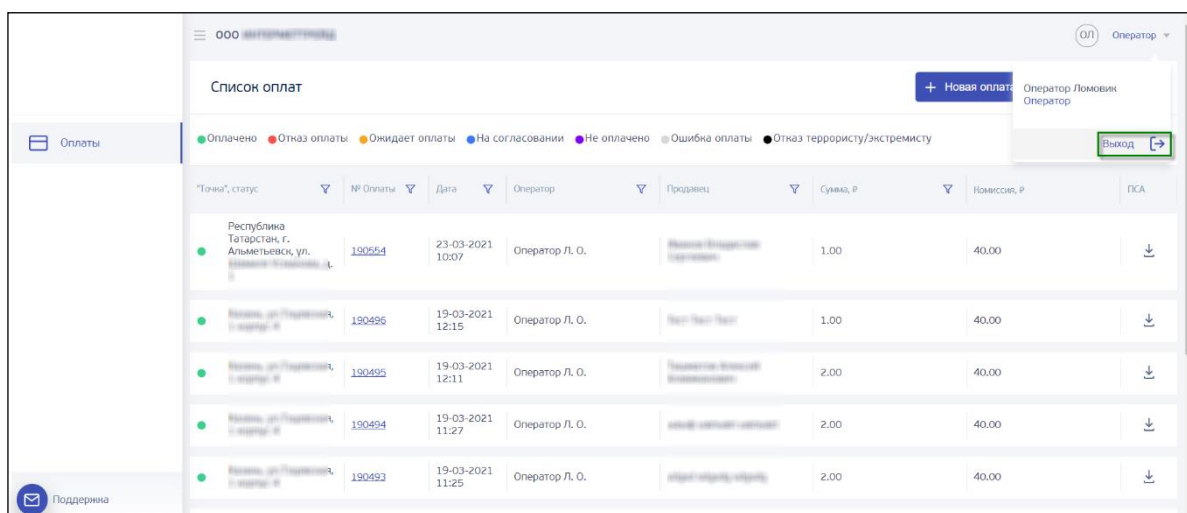 ООО
ОЛ Оператор
Список оплат
+ Новая оплат
Оператор Ломовик
Оператор
Выход
Оплаты
Оплачено Отказ оплаты Ожидает оплаты На согласовании Не оплачено Ошибка оплаты Отказ террористу/экстремисту
"Точка", статус № Оплаты Дата Оператор Продавец Сумма, ₽ Комиссия, ₽ ПСА
Республика
Татарстан, г.
Альметьевск, ул.
190554 23-03-2021
10:07 Оператор Л. О. 1.00 40.00
190496 19-03-2021
12:15 Оператор Л. О. 1.00 40.00
190495 19-03-2021
12:11 Оператор Л. О. 2.00 40.00
190494 19-03-2021
11:27 Оператор Л. О. 2.00 40.00
190493 19-03-2021
11:25 Оператор Л. О. 2.00 40.00
Поддержка